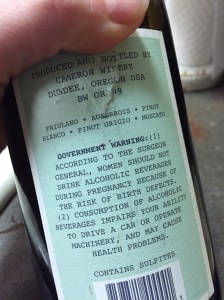 PRODUCED AND BOTTLED BY
CAMERON WINERY
DUNDEE, OREGON USA
BW OR
FRIULANO • AUXERROIS • PINOT
BIANCO • PINOT GRIGIO • MOSCATO
GOVERNMENT WARNING:(1)
ACCORDING TO THE SURGEON
GENERAL, WOMEN SHOULD NOT
DRINK ALCOHOLIC BEVERAGES
DURING PREGNANCY BECAUSE OF
THE RISK OF BIRTH DEFECTS.
(2) CONSUMPTION OF ALCOHOLIC
BEVERAGES IMPAIRS YOUR ABILITY
TO DRIVE A CAR OR OPERATE
MACHINERY, AND MAY CAUSE
HEALTH PROBLEMS.
CONTAINS SULFITES